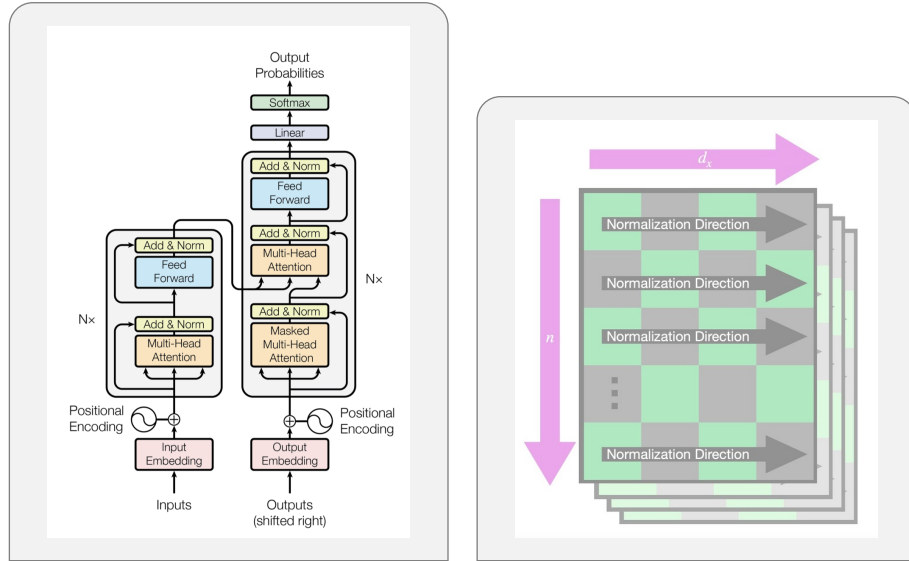 Output
Probabilities
Softmax
Linear
Add & Norm
Feed
Forward
Add & Norm
Multi-Head
Attention
Add & Norm
Masked
Multi-Head
Attention
N×
Add & Norm
Feed
Forward
Add & Norm
Multi-Head
Attention
N×
Positional
Encoding
Positional
Encoding
Input
Embedding
Output
Embedding
Inputs
Outputs
(shifted right)
dₓ
n
Normalization Direction
Normalization Direction
Normalization Direction
Normalization Direction